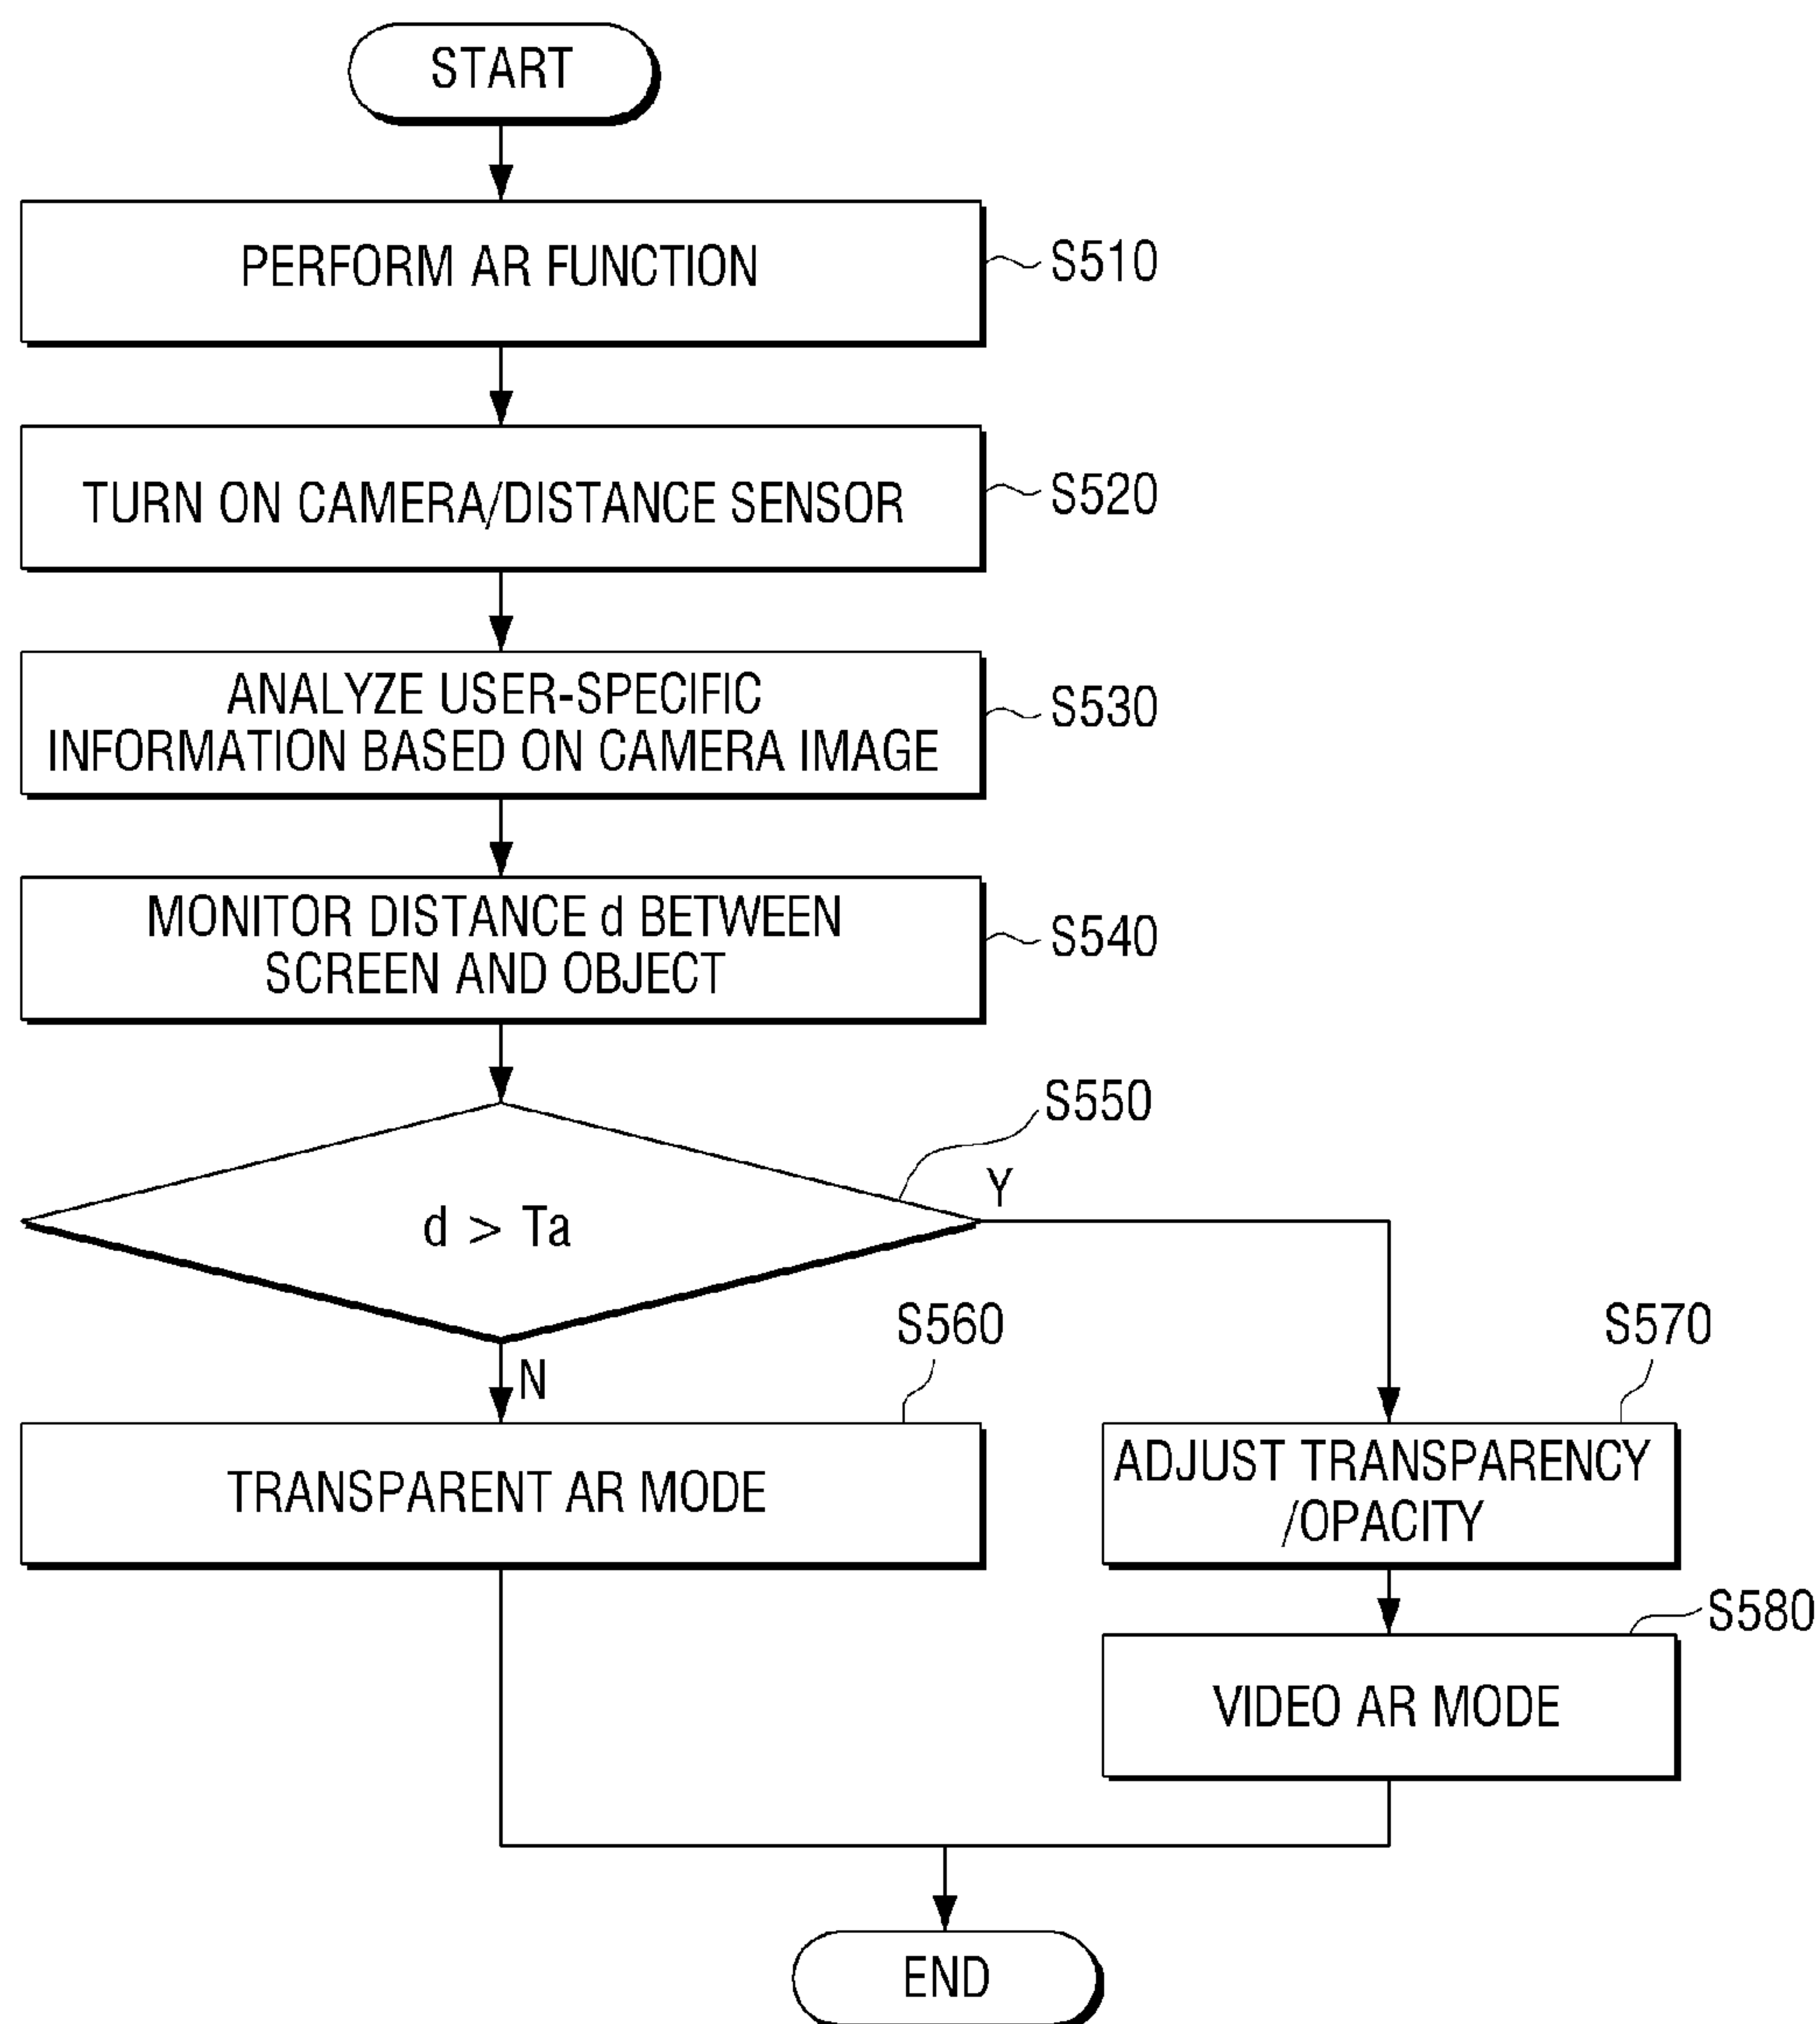 START
PERFORM AR FUNCTION
S510
TURN ON CAMERA/DISTANCE SENSOR
S520
ANALYZE USER-SPECIFIC
INFORMATION BASED ON CAMERA IMAGE
S530
MONITOR DISTANCE d BETWEEN
SCREEN AND OBJECT
S540
S550
d > Ta
Y
N
S560
TRANSPARENT AR MODE
S570
ADJUST TRANSPARENCY
/OPACITY
S580
VIDEO AR MODE
END